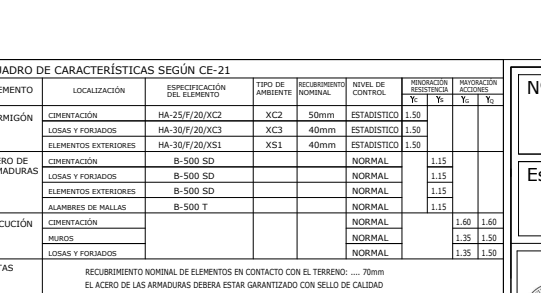 UADRO DE CARACTERÍSTICAS SEGÚN CE-21
EMENTO LOCALIZACIÓN ESPECIFICACIÓN DEL ELEMENTO TIPO DE AMBIENTE RECUBRIMIENTO NOMINAL NIVEL DE CONTROL MINORACIÓN RESISTENCIA MAYORACIÓN ACCIONES
γc γs γG γQ
RMIGÓN CIMENTACIÓN HA-25/F/20/XC2 XC2 50mm ESTADISTICO 1.50
LOSAS Y FORJADOS HA-30/F/20/XC3 XC3 40mm ESTADISTICO 1.50
ELEMENTOS EXTERIORES HA-30/F/20/XS1 XS1 40mm ESTADISTICO 1.50
ERO DE MADURAS CIMENTACIÓN B-500 SD NORMAL 1.15
LOSAS Y FORJADOS B-500 SD NORMAL 1.15
ELEMENTOS EXTERIORES B-500 SD NORMAL 1.15
ALAMBRES DE MALLAS B-500 T NORMAL 1.15
CUCIÓN CIMENTACIÓN NORMAL 1.60 1.60
MUROS NORMAL 1.35 1.50
LOSAS Y FORJADOS NORMAL 1.35 1.50
TAS RECUBRIMIENTO NOMINAL DE ELEMENTOS EN CONTACTO CON EL TERRENO: .... 70mm
EL ACERO DE LAS ARMADURAS DEBERA ESTAR GARANTIZADO CON SELLO DE CALIDAD
N
Es